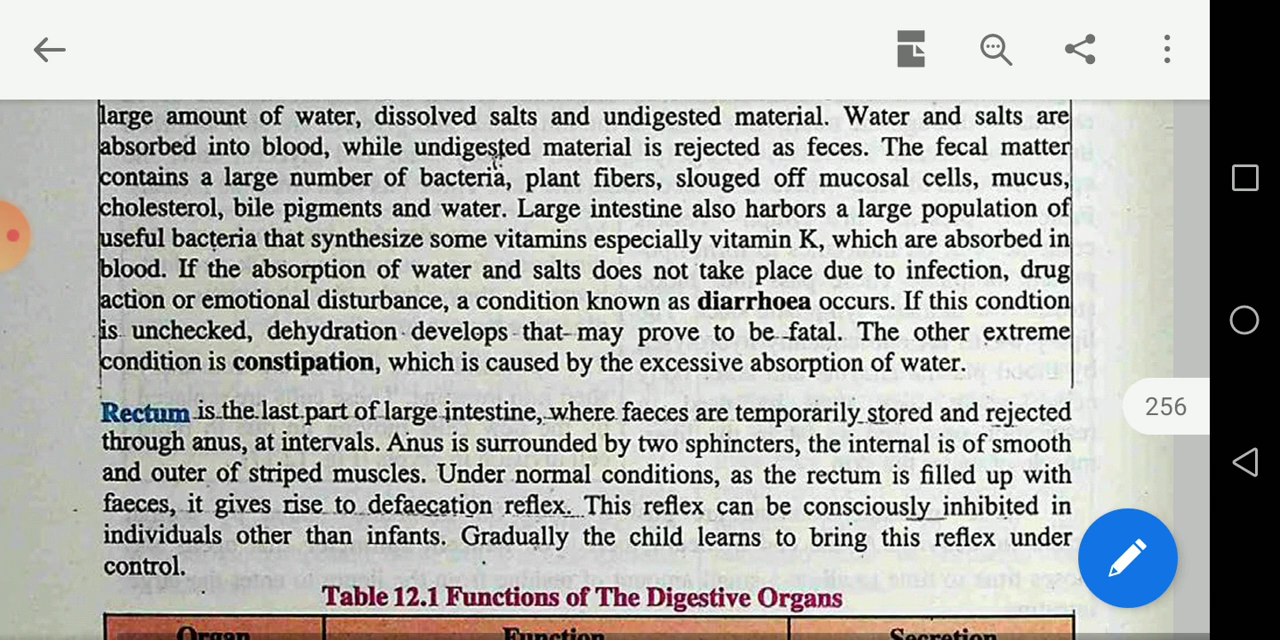 large amount of water, dissolved salts and undigested material. Water and salts are
absorbed into blood, while undigested material is rejected as feces. The fecal matter
contains a large number of bacteria, plant fibers, slouged off mucosal cells, mucus,
cholesterol, bile pigments and water. Large intestine also harbors a large population of
useful bacteria that synthesize some vitamins especially vitamin K, which are absorbed in
blood. If the absorption of water and salts does not take place due to infection, drug
action or emotional disturbance, a condition known as diarrhoea occurs. If this condtion
is unchecked, dehydration develops that may prove to be fatal. The other extreme
condition is constipation, which is caused by the excessive absorption of water.
Rectum is the last part of large intestine, where faeces are temporarily stored and rejected
through anus, at intervals. Anus is surrounded by two sphincters, the internal is of smooth
and outer of striped muscles. Under normal conditions, as the rectum is filled up with
faeces, it gives rise to defaecation reflex. This reflex can be consciously inhibited in
individuals other than infants. Gradually the child learns to bring this reflex under
control.
256
Table 12.1 Functions of The Digestive Organs
Organ Function Secretion